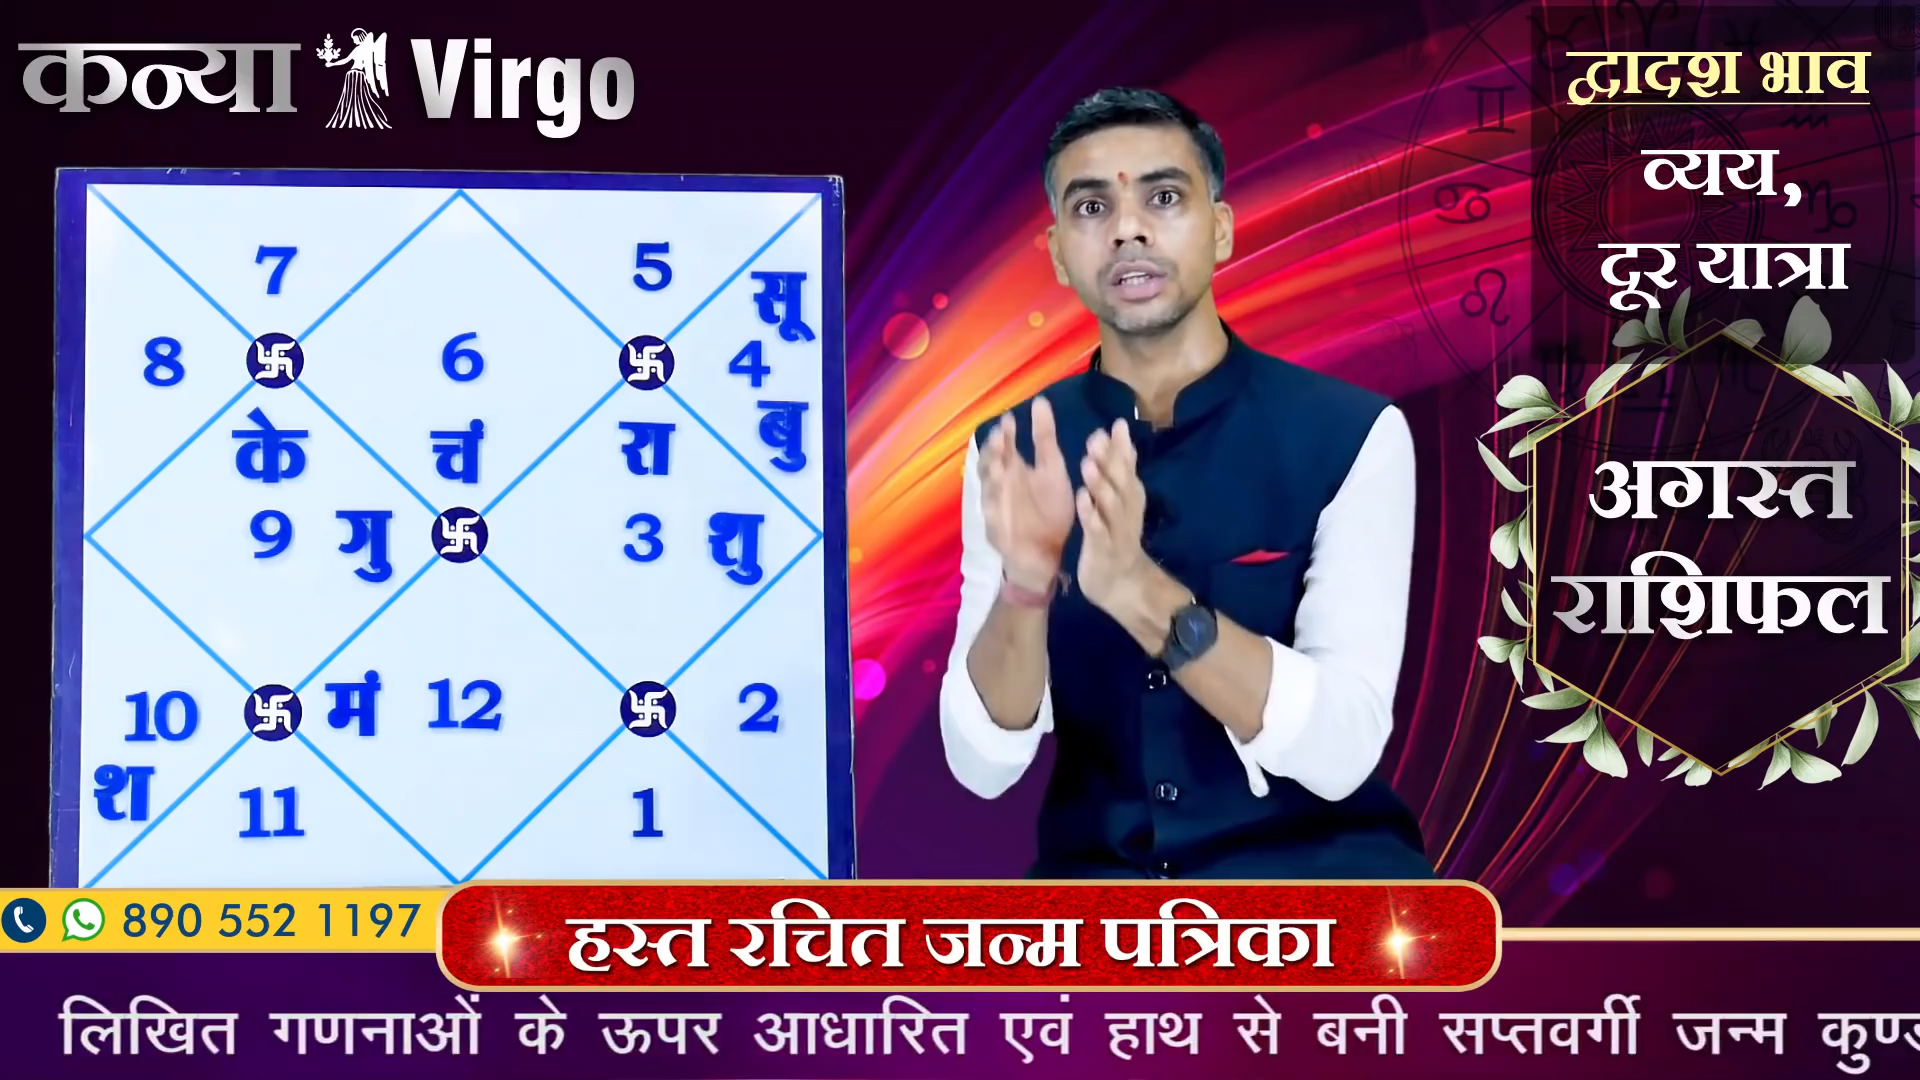 कन्या Virgo
द्वादश भाव
व्यय,
दूर यात्रा
7
5
सू
8
6
4
के
चं
रा
बु
9
गु
3
शु
10
मं
12
2
श
11
1
अगस्त
राशिफल
890 552 1197
हस्त रचित जन्म पत्रिका
लिखित गणनाओं के ऊपर आधारित एवं हाथ से बनी सप्तवर्गी जन्म